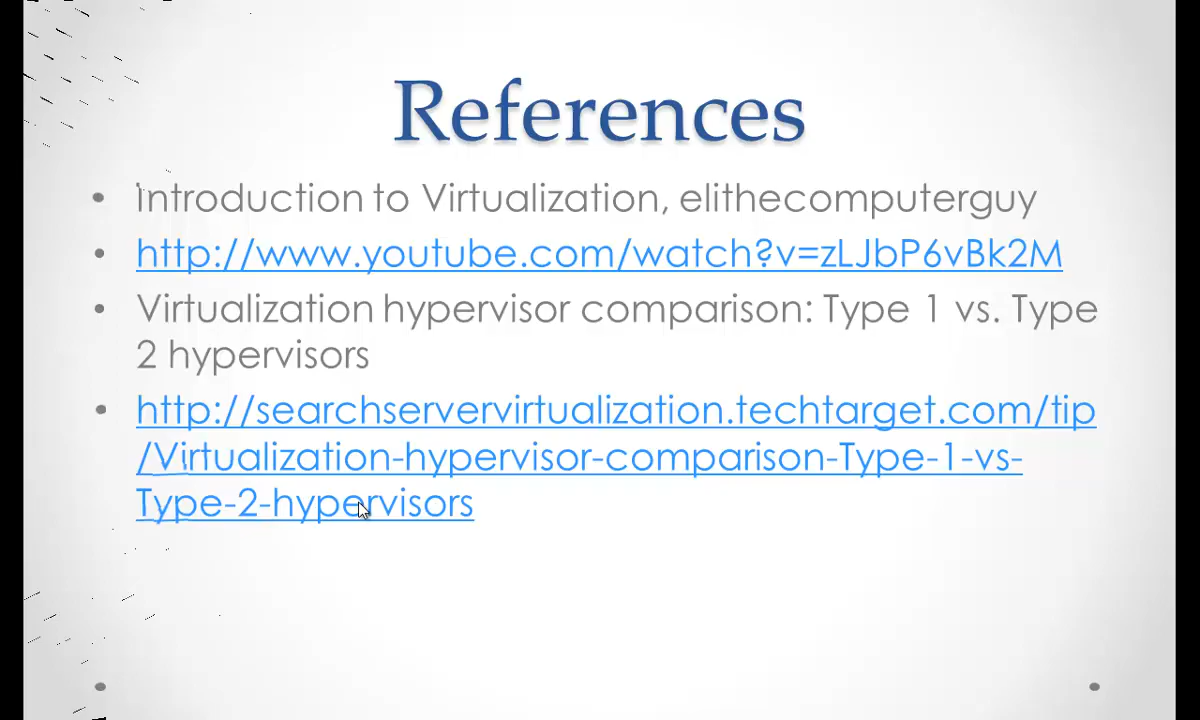 References
• Introduction to Virtualization, elithecomputerguy
• http://www.youtube.com/watch?v=zLJbP6vBk2M
• Virtualization hypervisor comparison: Type 1 vs. Type
2 hypervisors
• http://searchservervirtualization.techtarget.com/tip
/Virtualization-hypervisor-comparison-Type-1-vs-
Type-2-hypervisors